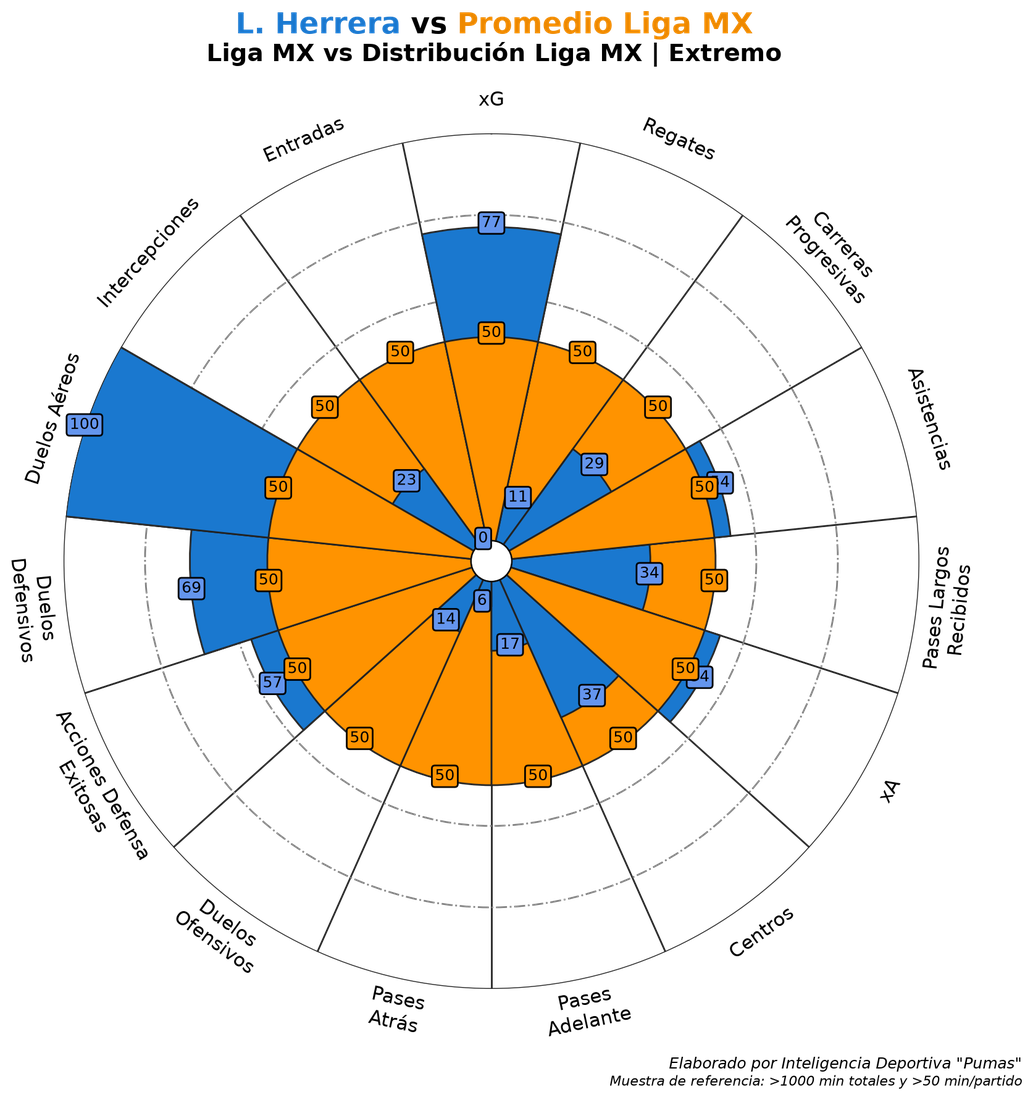 L. Herrera vs Promedio Liga MX
Liga MX vs Distribución Liga MX | Extremo
xG
Entradas
Regates
Intercepciones
Carreras
Progresivas
77
50
50
50
Duelos Aéreos
50
50
Asistencias
100
23
29
50
50
4
11
0
Duelos
Defensivos
69
50
34
50
Pases Largos
Recibidos
6
14
17
57
50
50
4
37
Acciones Defensa
Exitosas
50
50
50
50
xA
Duelos
Ofensivos
Centros
Pases
Atrás
Pases
Adelante
Elaborado por Inteligencia Deportiva "Pumas"
Muestra de referencia: >1000 min totales y >50 min/partido